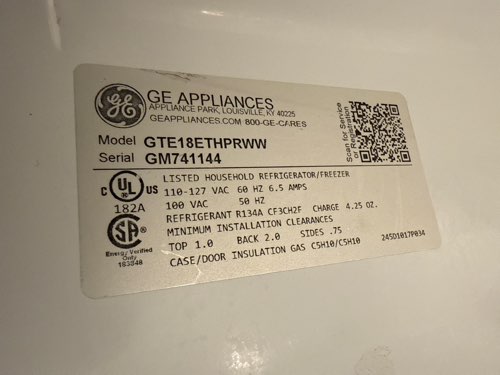 GE APPLIANCES
APPLIANCE PARK, LOUISVILLE, KY 40225
GEAPPLIANCES.COM 800-GE-CARES
Scan for Service
or Registration
Model GTE18ETHPRWW
Serial GM741144
LISTED HOUSEHOLD REFRIGERATOR/FREEZER
110-127 VAC 60 HZ 6.5 AMPS
100 VAC 50 HZ
REFRIGERANT R134A CF3CH2F CHARGE 4.25 OZ.
MINIMUM INSTALLATION CLEARANCES
TOP 1.0 BACK 2.0 SIDES .75
CASE/DOOR INSULATION GAS C5H10/C5H10
245D1017P034
GE
C UL US
182A
SA
Energy Verified
Only
183848